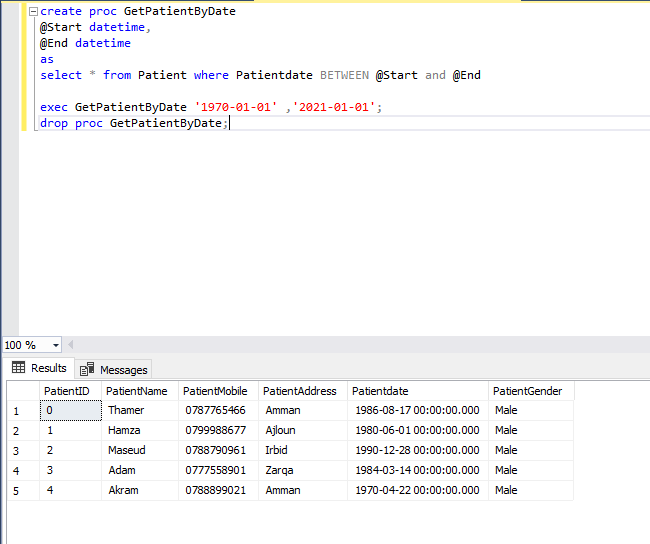 create proc GetPatientByDate
@Start datetime,
@End datetime
as
select * from Patient where Patientdate BETWEEN @Start and @End
exec GetPatientByDate '1970-01-01' ,'2021-01-01';
drop proc GetPatientByDate;
100 %
Results Messages
PatientID PatientName PatientMobile PatientAddress Patientdate PatientGender
1 0 Thamer 0787765466 Amman 1986-08-17 00:00:00.000 Male
2 1 Hamza 0799988677 Ajloun 1980-06-01 00:00:00.000 Male
3 2 Maseud 0788790961 Irbid 1990-12-28 00:00:00.000 Male
4 3 Adam 0777558901 Zarqa 1984-03-14 00:00:00.000 Male
5 4 Akram 0788899021 Amman 1970-04-22 00:00:00.000 Male